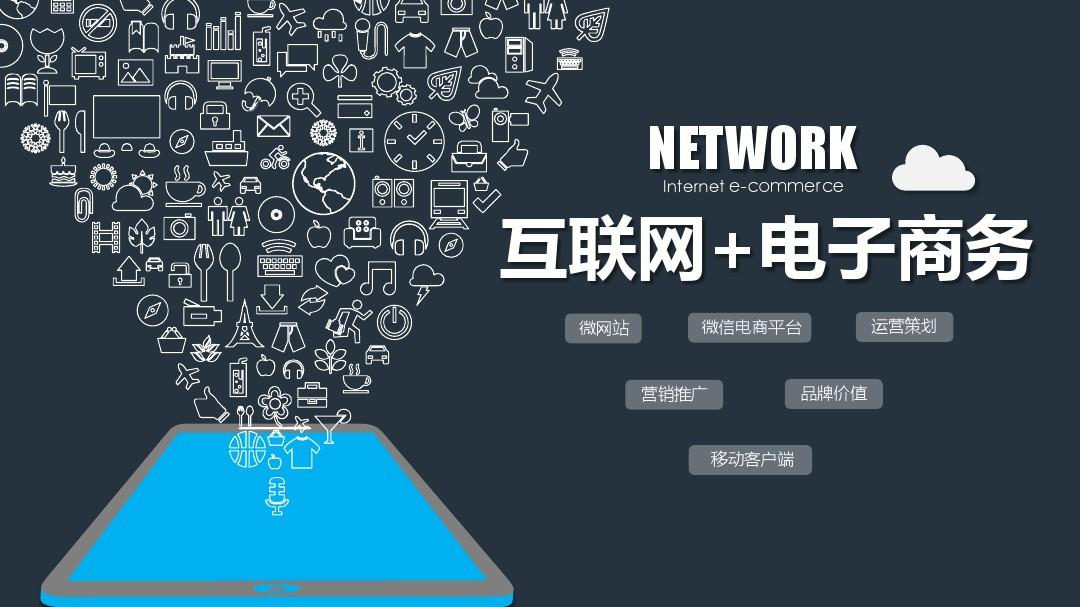 NETWORK
Internet e-commerce
互联网+电子商务
微网站 微信电商平台 运营策划
营销推广 品牌价值
移动客户端